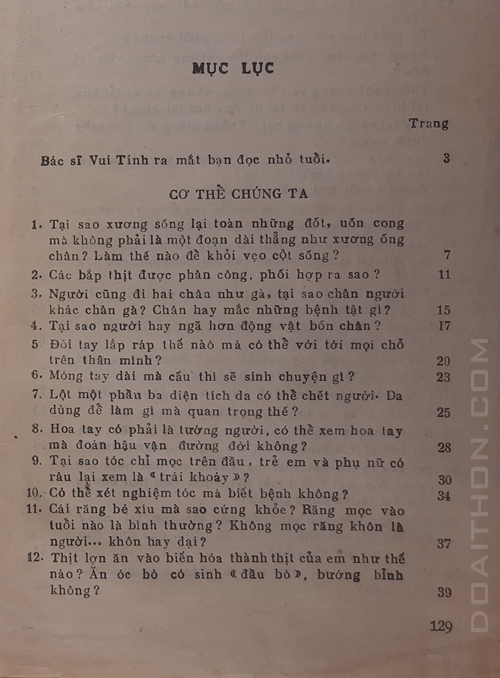 MỤC LỤC
Trang
Bác sĩ Vui Tính ra mắt bạn đọc nhỏ tuổi. 3
CƠ THỂ CHÚNG TA
1. Tại sao xương sống lại toàn những đốt, uốn cong
mà không phải là một đoạn dài thẳng như xương ống
chân? Làm thế nào để khỏi vẹo cột sống? 7
2. Các bắp thịt được phân công, phối hợp ra sao? 11
3. Người cũng đi hai chân như gà, tại sao chân người
khác chân gà? Chân hay mắc những bệnh tật gì? 15
4. Tại sao người hay ngã hơn động vật bốn chân? 17
5 Đôi tay lắp ráp thế nào mà có thể với tới mọi chỗ
trên thân mình? 20
6. Móng tay dài mà cấu thì sẽ sinh chuyện gì? 23
7. Lột một phần ba diện tích da có thể chết người. Da
dùng để làm gì mà quan trọng thế? 25
8. Hoa tay có phải là tướng người, có thể xem hoa tay
mà đoán hậu vận đường đời không? 28
9. Tại sao tóc chỉ mọc trên đầu, trẻ em và phụ nữ có
râu lại xem là «trái khoáy»? 30
10. Có thể xét nghiệm tóc mà biết bệnh không? 34
11. Cái răng bé xíu mà sao cứng khỏe? Răng mọc vào
tuổi nào là bình thường? Không mọc răng khôn là
người... khôn hay dại? 37
12. Thịt lợn ăn vào biến hóa thành thịt của em như thế
nào? Ăn óc bò có sinh «đầu bò», bướng bỉnh
không? 39
129
DOAITHON.COM